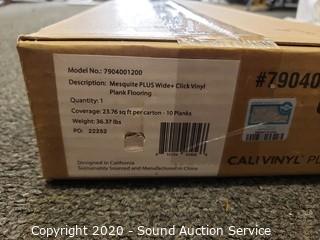 Model No.: 7904001200
Description: Mesquite PLUS Wide+ Click Vinyl
Plank Flooring
Quantity: 1
Coverage: 23.76 sq ft per carton - 10 Planks
Weight: 36.37 lbs
PO: 22252
Designed in California
Sustainably Sourced and Manufactured in China
#79040
CALI VINYL PL
Copyright © 2020 - Sound Auction Service